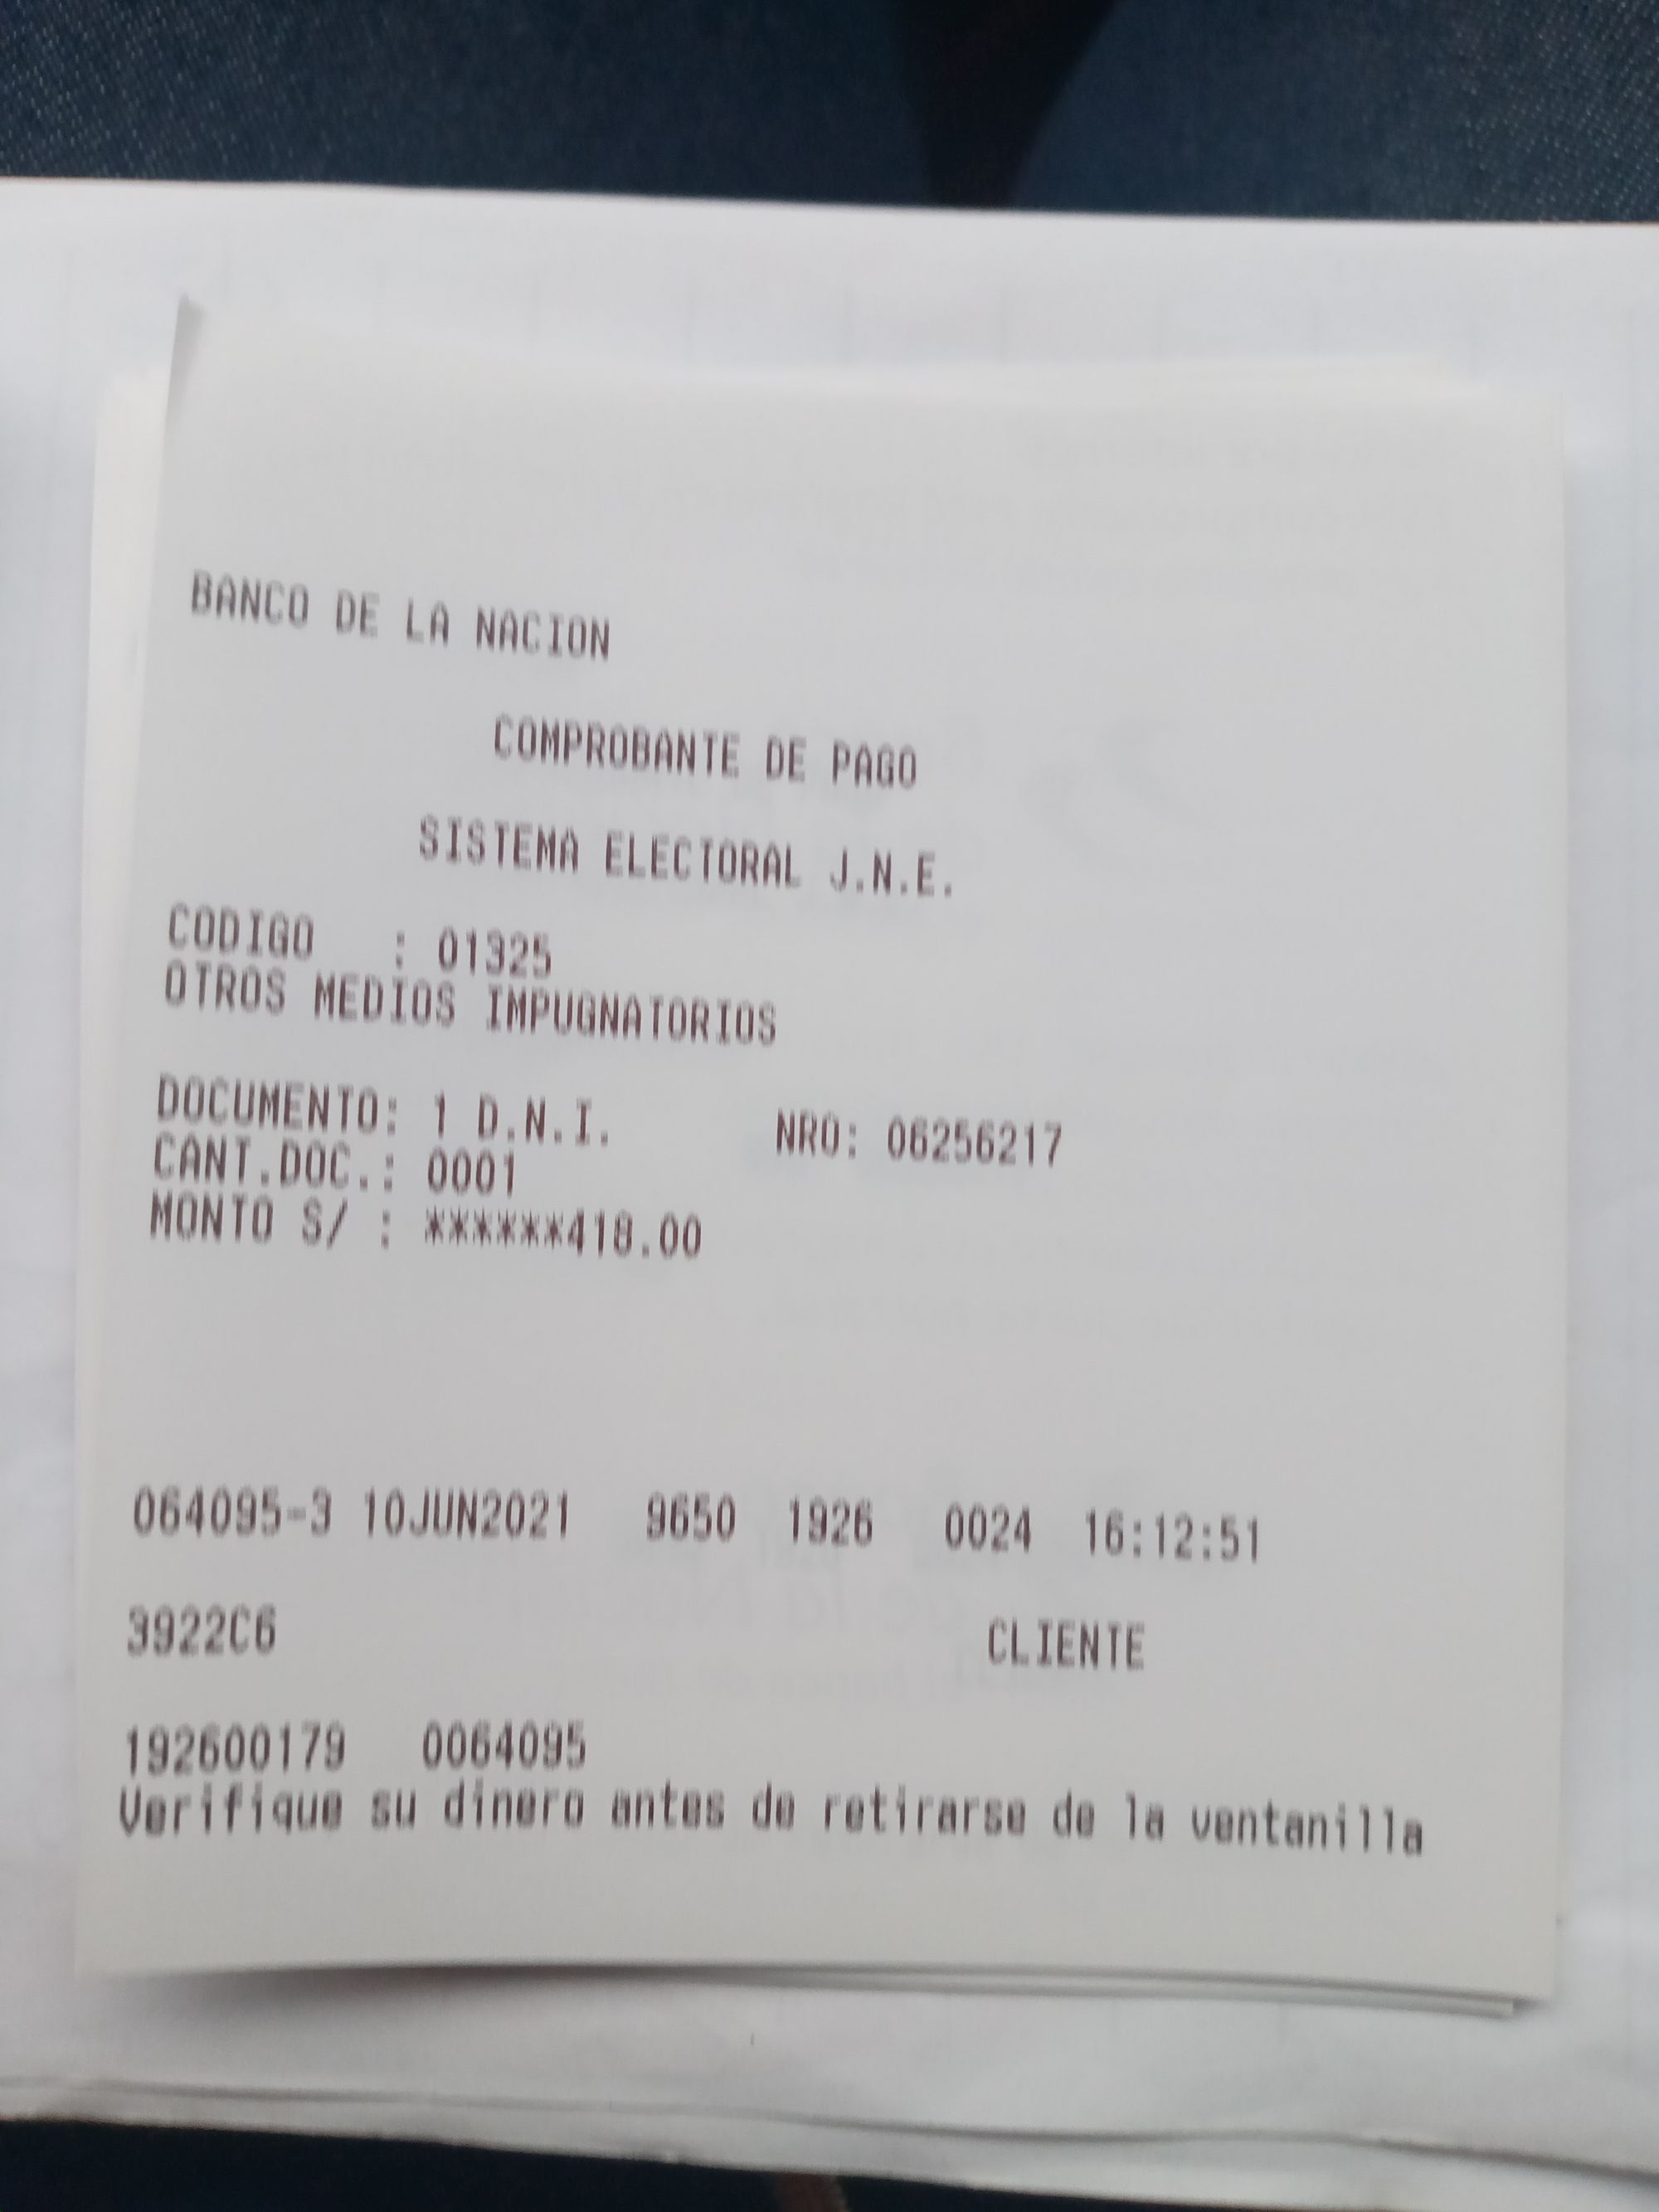 BANCO DE LA NACION
COMPROBANTE DE PAGO
SISTEMA ELECTORAL J.N.E.
CODIGO : 01325
OTROS MEDIOS IMPUGNATORIOS
DOCUMENTO: 1 D.N.I. NRO: 06256217
CANT.DOC.: 0001
MONTO S/ : ******418.00
064095-3 10JUN2021 9650 1926 0024 16:12:51
3922C6 CLIENTE
192600179 0064095
Verifique su dinero antes de retirarse de la ventanilla